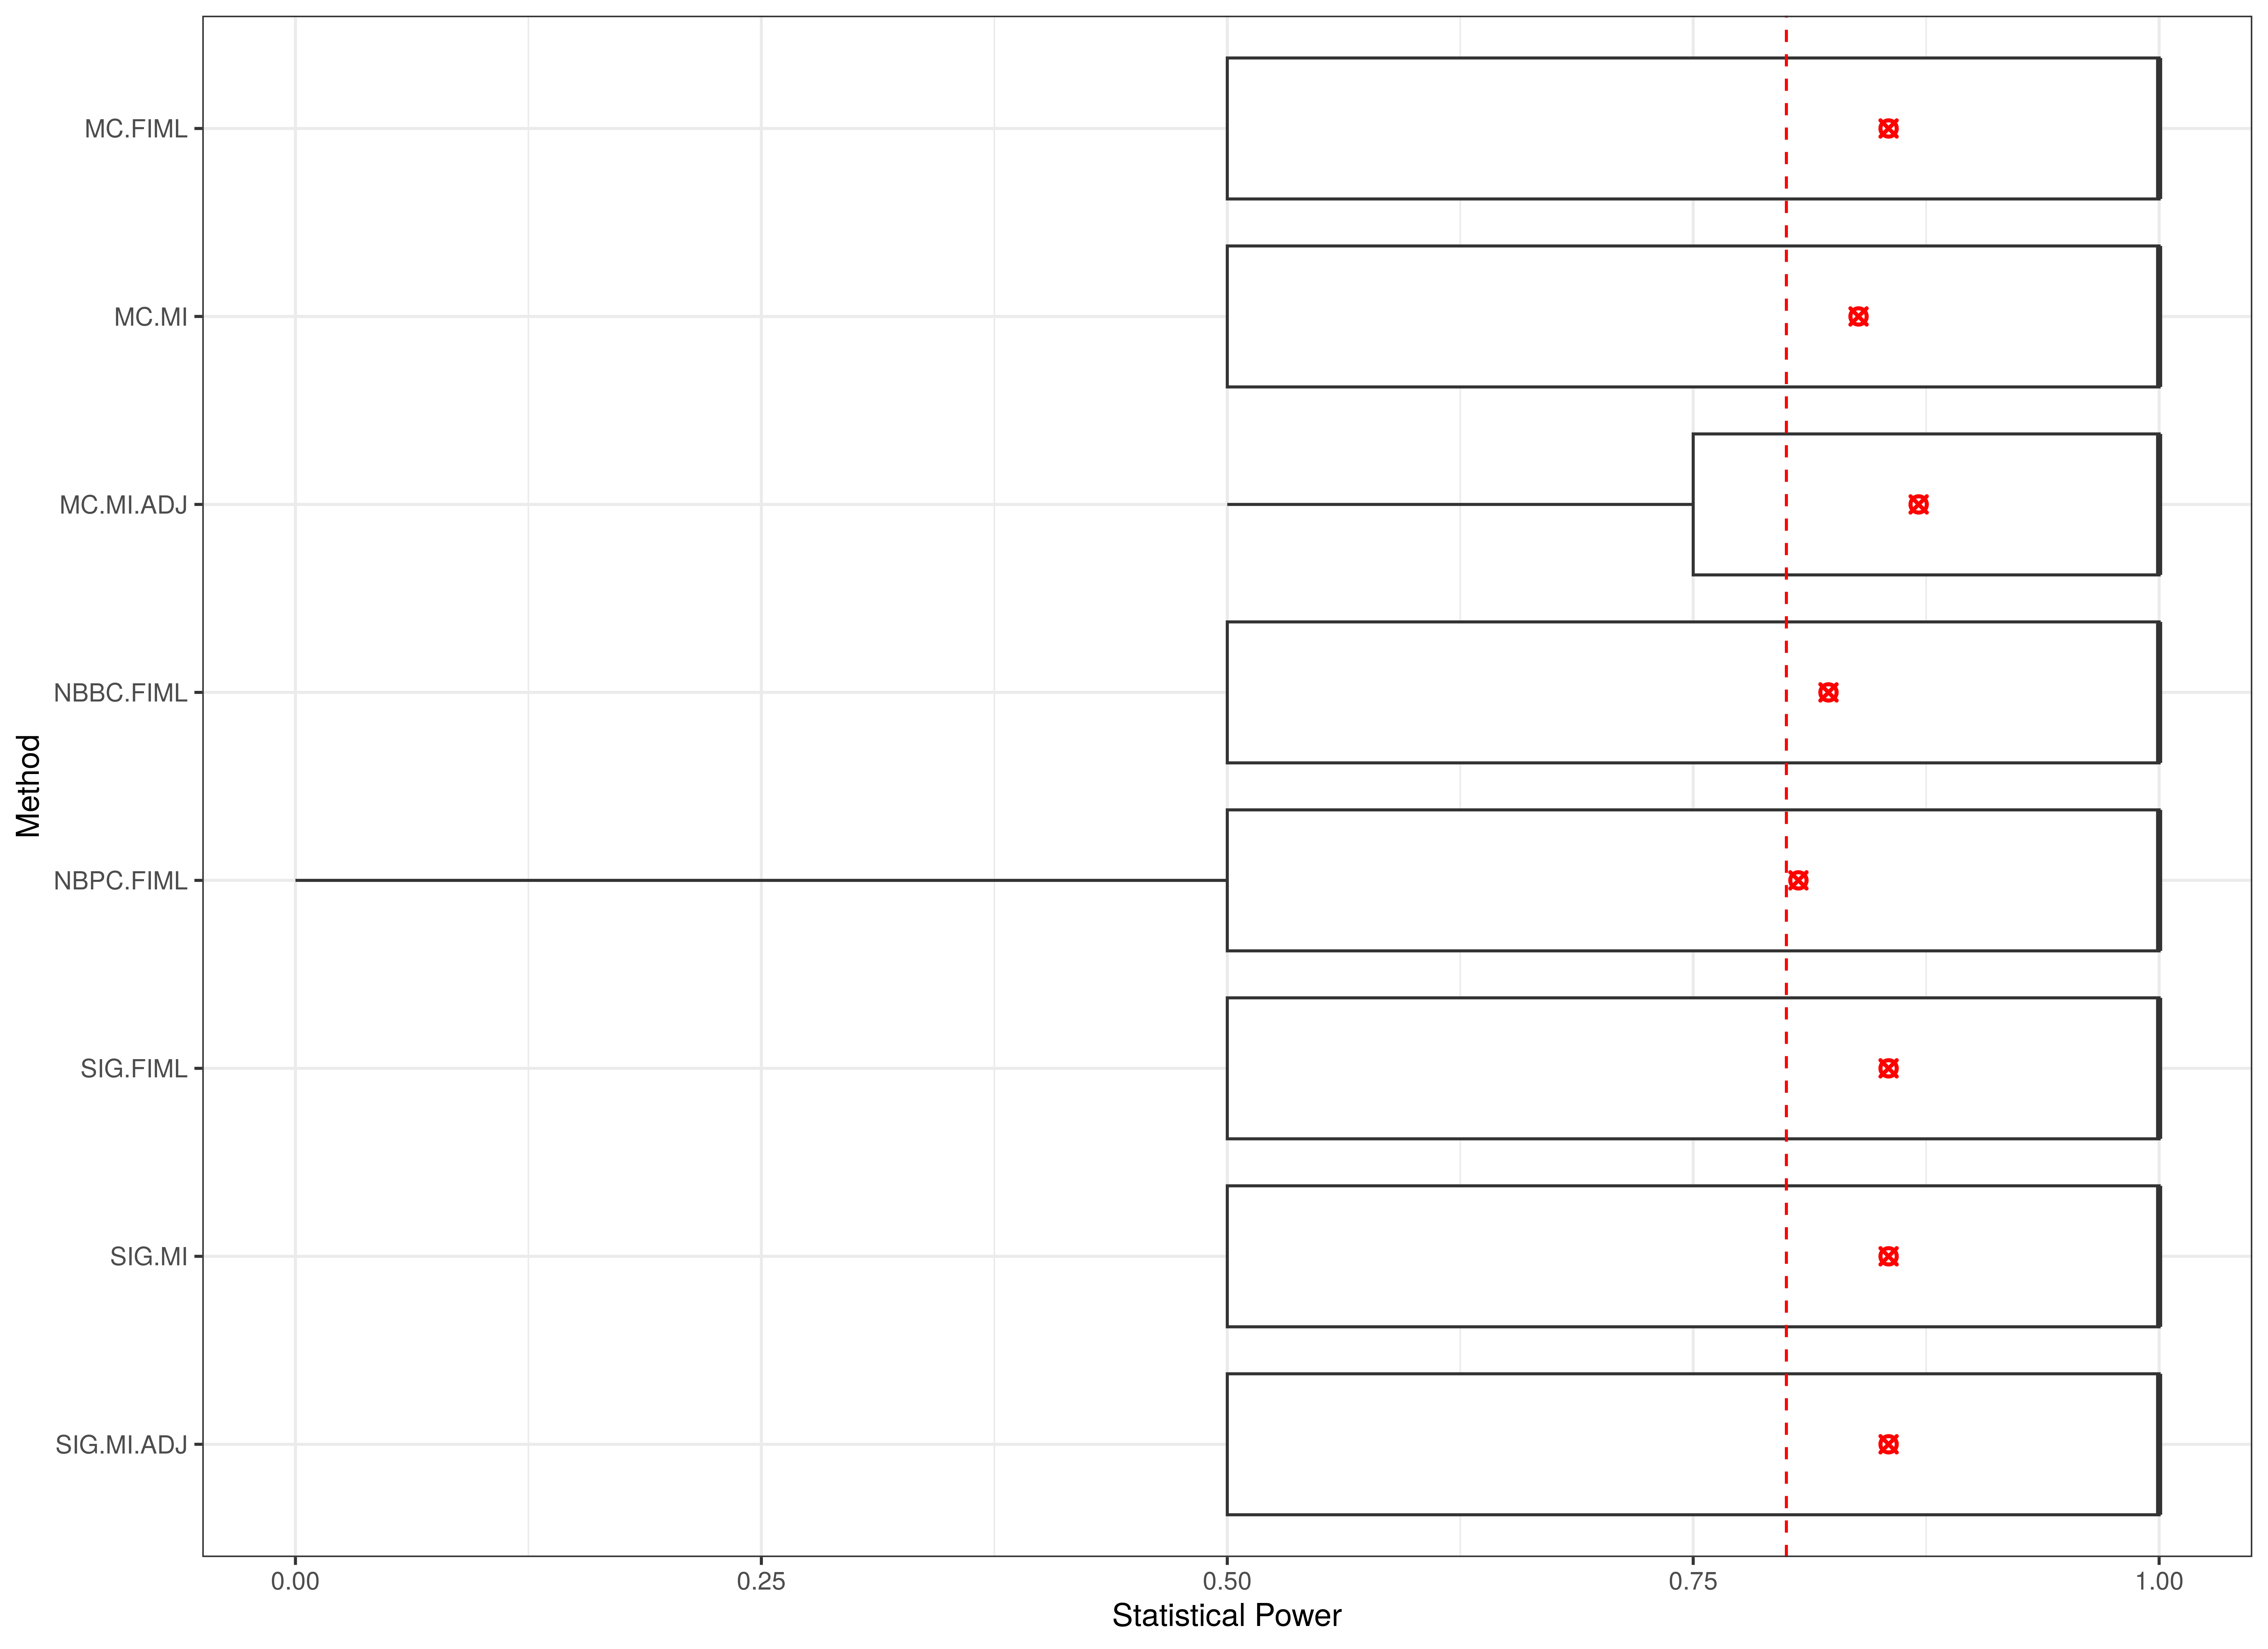 MC.FIML
MC.MI
MC.MI.ADJ
NBBC.FIML
NBPC.FIML
SIG.FIML
SIG.MI
SIG.MI.ADJ
Method
0.00 0.25 0.50 0.75 1.00
Statistical Power